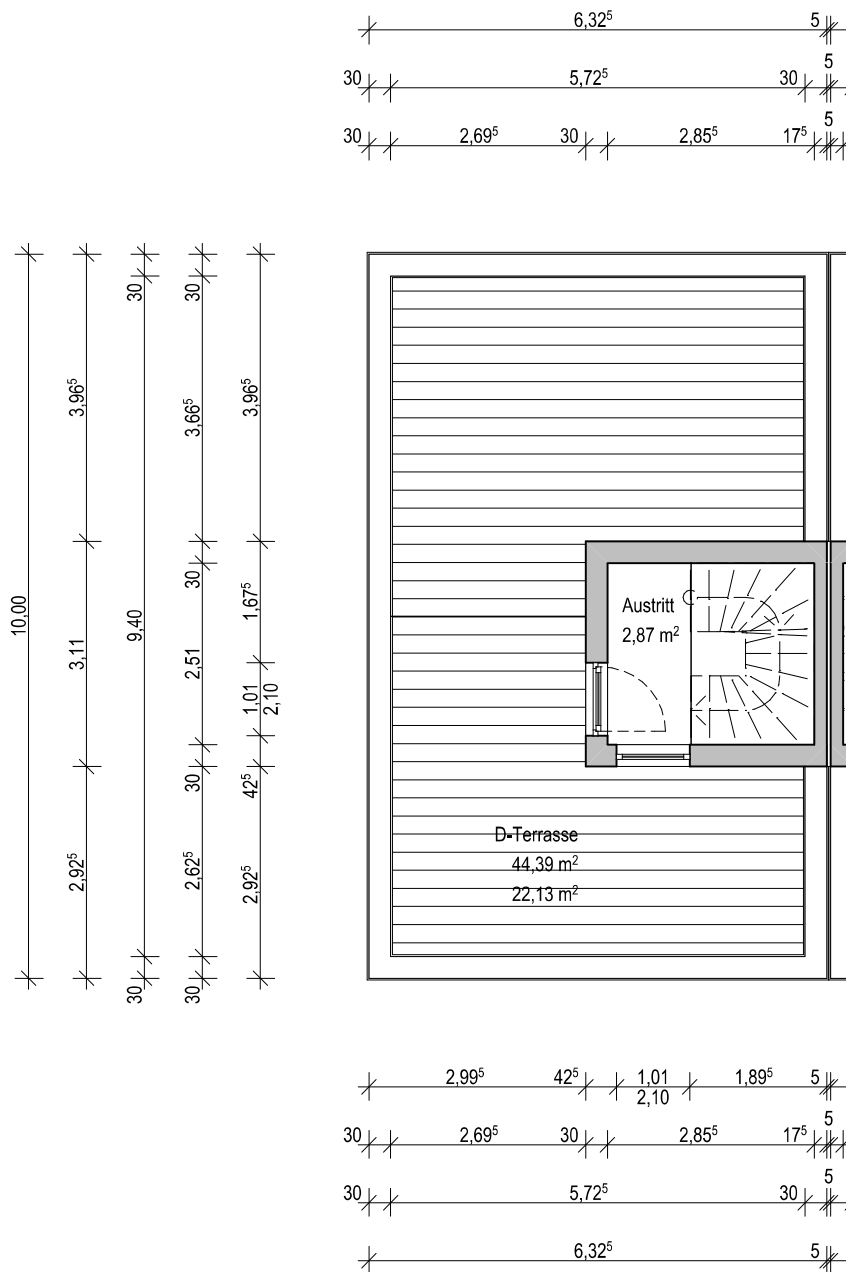 6,32⁵ 5
5
30 5,72⁵ 30
5
30 2,69⁵ 30 2,85⁵ 17⁵
10,00
3,96⁵
3,11
2,92⁵
30
9,40
30
30
3,66⁵
30
2,51
30
2,62⁵
30
3,96⁵
1,67⁵
1,01
2,10
42⁵
2,92⁵
Austritt
2,87 m²
D-Terrasse
44,39 m²
22,13 m²
2,99⁵ 42⁵ 1,01 1,89⁵ 5
2,10
5
30 2,69⁵ 30 2,85⁵ 17⁵
5
30 5,72⁵ 30
6,32⁵ 5